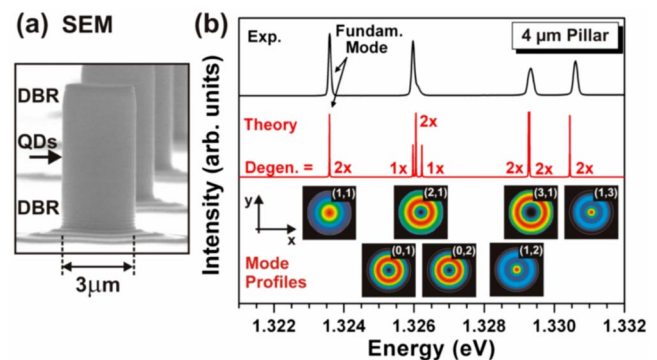 (a) SEM
DBR
QDs
DBR
3μm
(b)
Exp.
Fundam.
Mode
4 μm Pillar
Theory
2x
Degen. = 2x 1x 1x 2x 2x 2x
(1,1) (2,1) (3,1) (1,3)
y
x
(0,1) (0,2) (1,2)
Mode
Profiles
Intensity (arb. units)
1.322 1.324 1.326 1.328 1.330 1.332
Energy (eV)